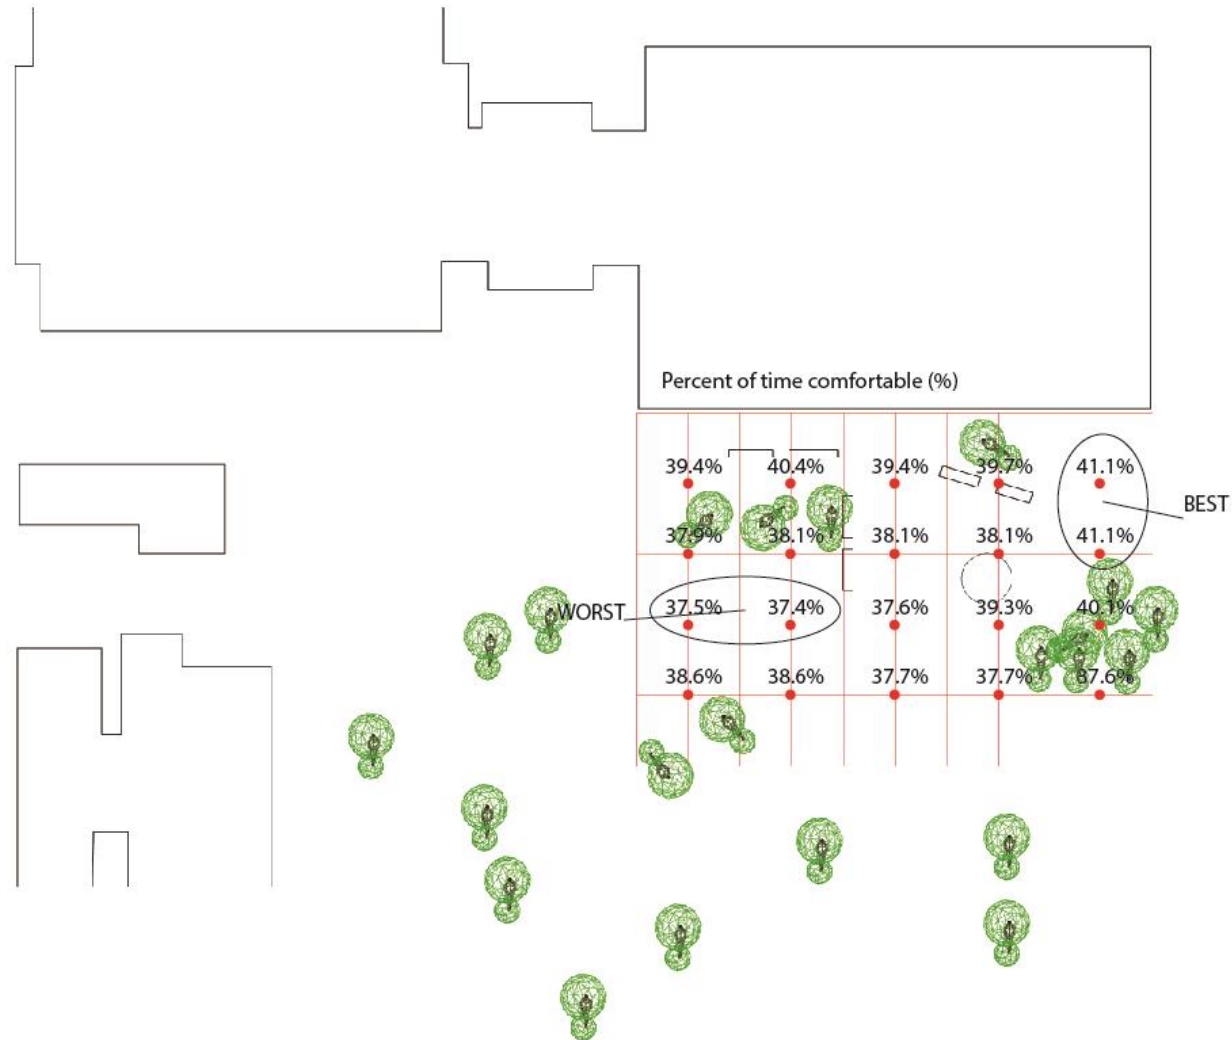 Percent of time comfortable (%)
39.4% 40.4% 39.4% 39.7% 41.1%
BEST
37.9% 38.1% 38.1% 38.1% 41.1%
WORST 37.5% 37.4% 37.6% 39.3% 40.1%
38.6% 38.6% 37.7% 37.7% 37.6%